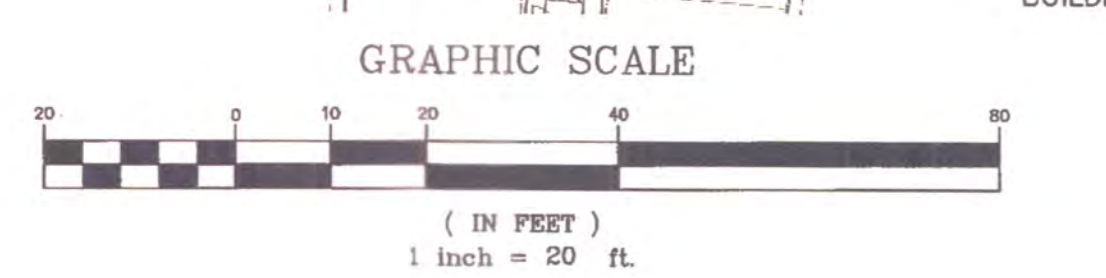 GRAPHIC SCALE
20 0 10 20 40 80
( IN FEET )
1 inch = 20 ft.